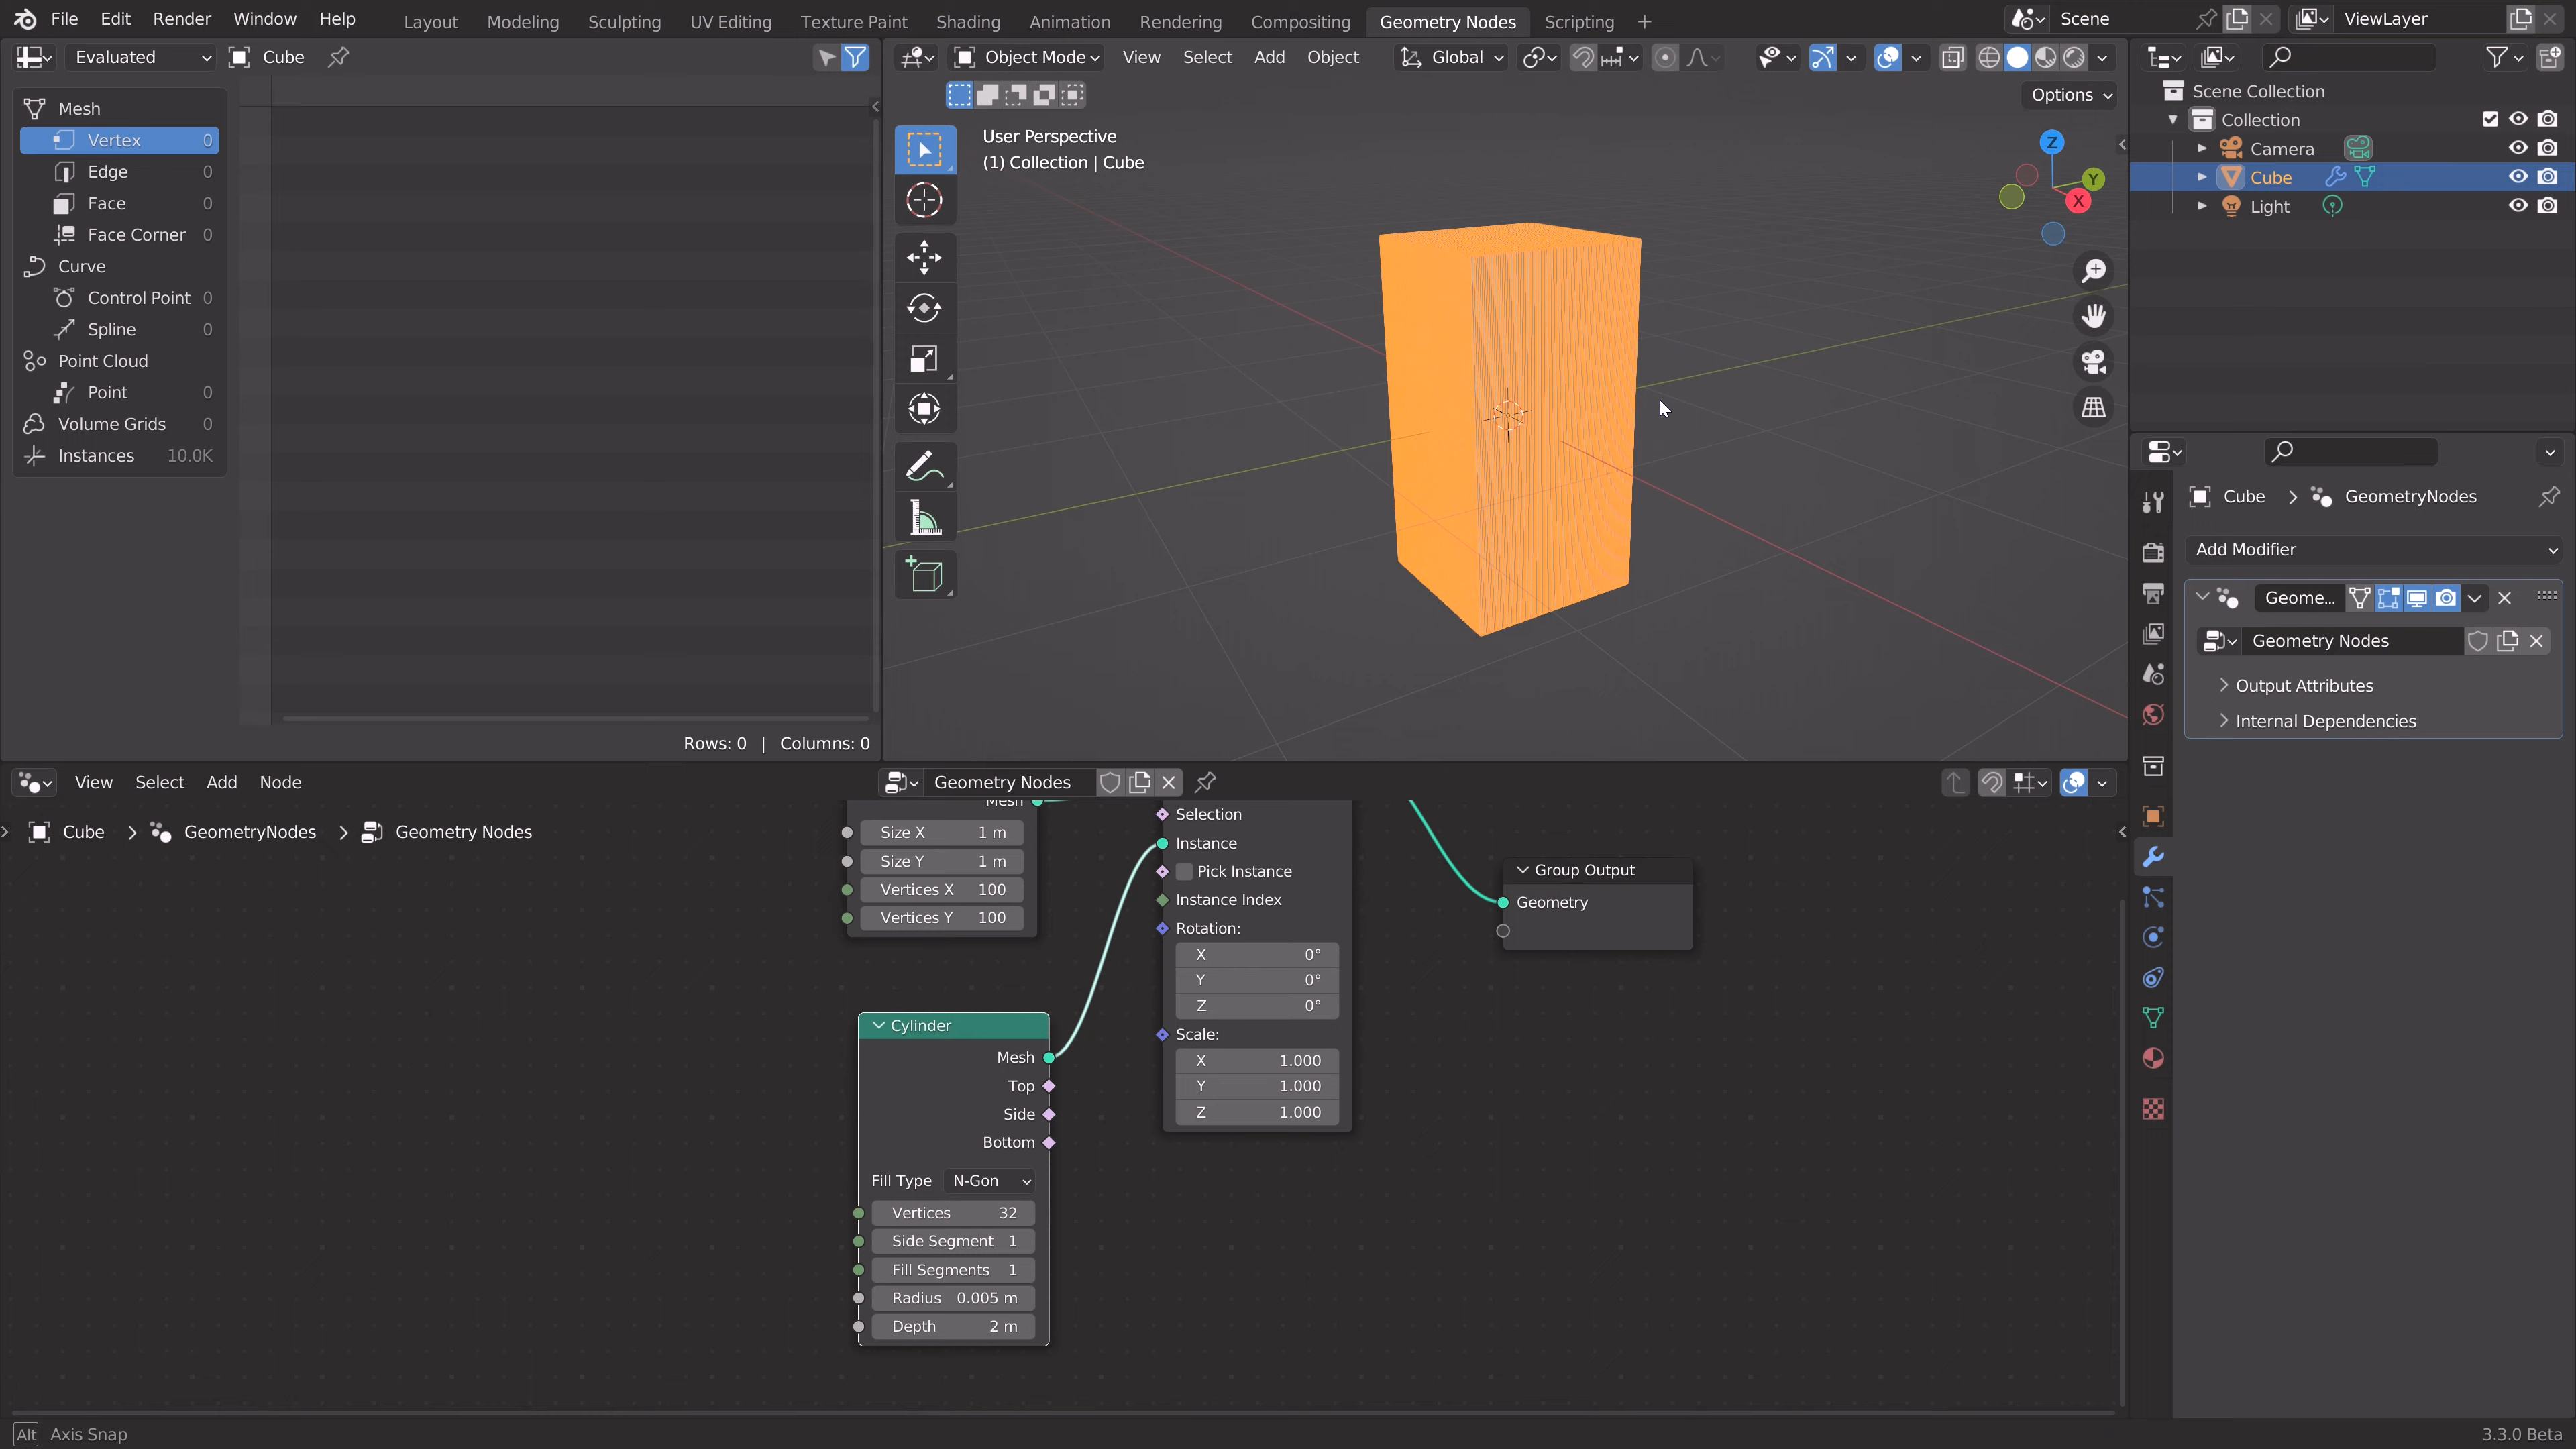 File Edit Render Window Help Layout Modeling Sculpting UV Editing Texture Paint Shading Animation Rendering Compositing Geometry Nodes Scripting + Scene ViewLayer
Evaluated Cube
Object Mode View Select Add Object Global
Options
Mesh
Vertex 0
Edge 0
Face 0
Face Corner 0
Curve
Control Point 0
Spline 0
Point Cloud
Point 0
Volume Grids 0
Instances 10.0K
Rows: 0 | Columns: 0
User Perspective
(1) Collection | Cube
Z
Y
X
Scene Collection
Collection
Camera
Cube
Light
Cube > GeometryNodes
Add Modifier
Geome...
Geometry Nodes
Output Attributes
Internal Dependencies
View Select Add Node Geometry Nodes
Cube > GeometryNodes > Geometry Nodes
Mesh
Size X 1 m
Size Y 1 m
Vertices X 100
Vertices Y 100
Selection
Instance
Pick Instance
Instance Index
Rotation:
X 0°
Y 0°
Z 0°
Scale:
X 1.000
Y 1.000
Z 1.000
Group Output
Geometry
Cylinder
Mesh
Top
Side
Bottom
Fill Type N-Gon
Vertices 32
Side Segment 1
Fill Segments 1
Radius 0.005 m
Depth 2 m
Alt Axis Snap
3.3.0 Beta